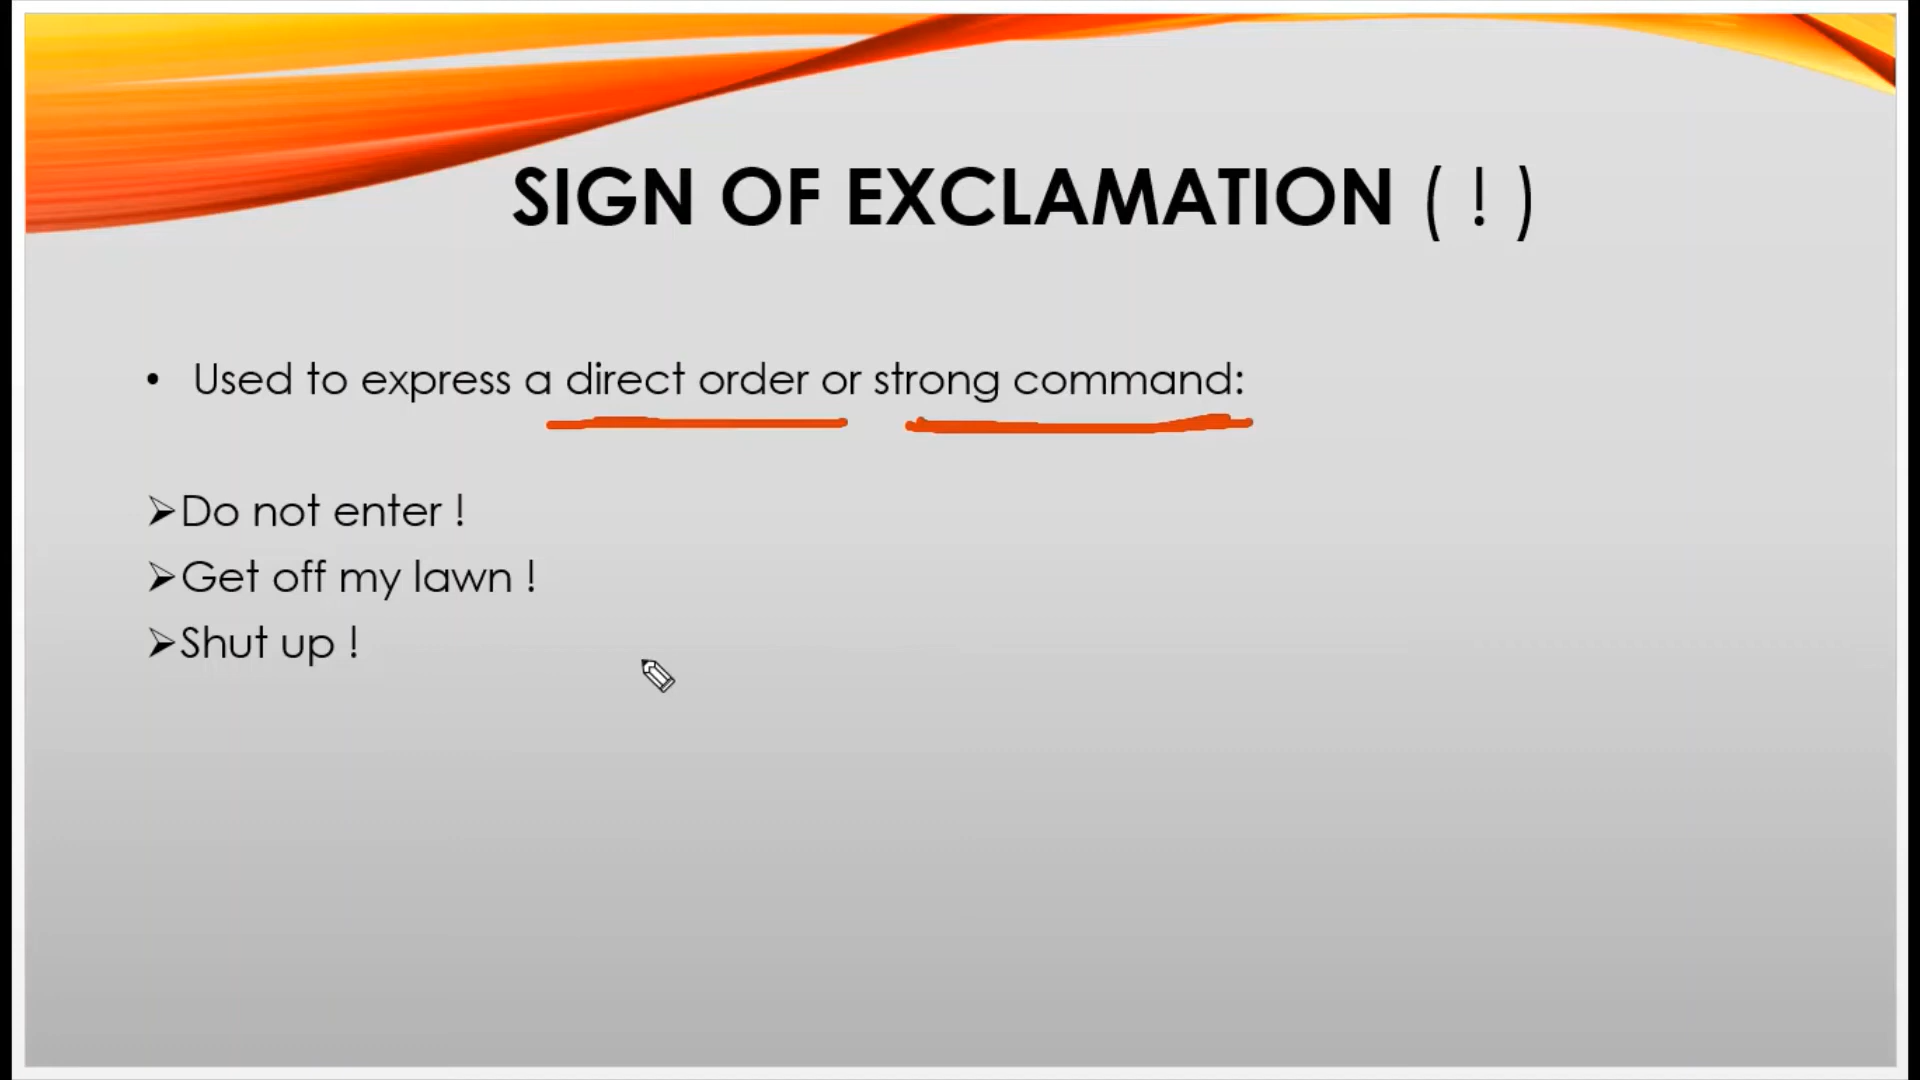 SIGN OF EXCLAMATION ( ! )
• Used to express a direct order or strong command:
➢Do not enter !
➢Get off my lawn !
➢Shut up !